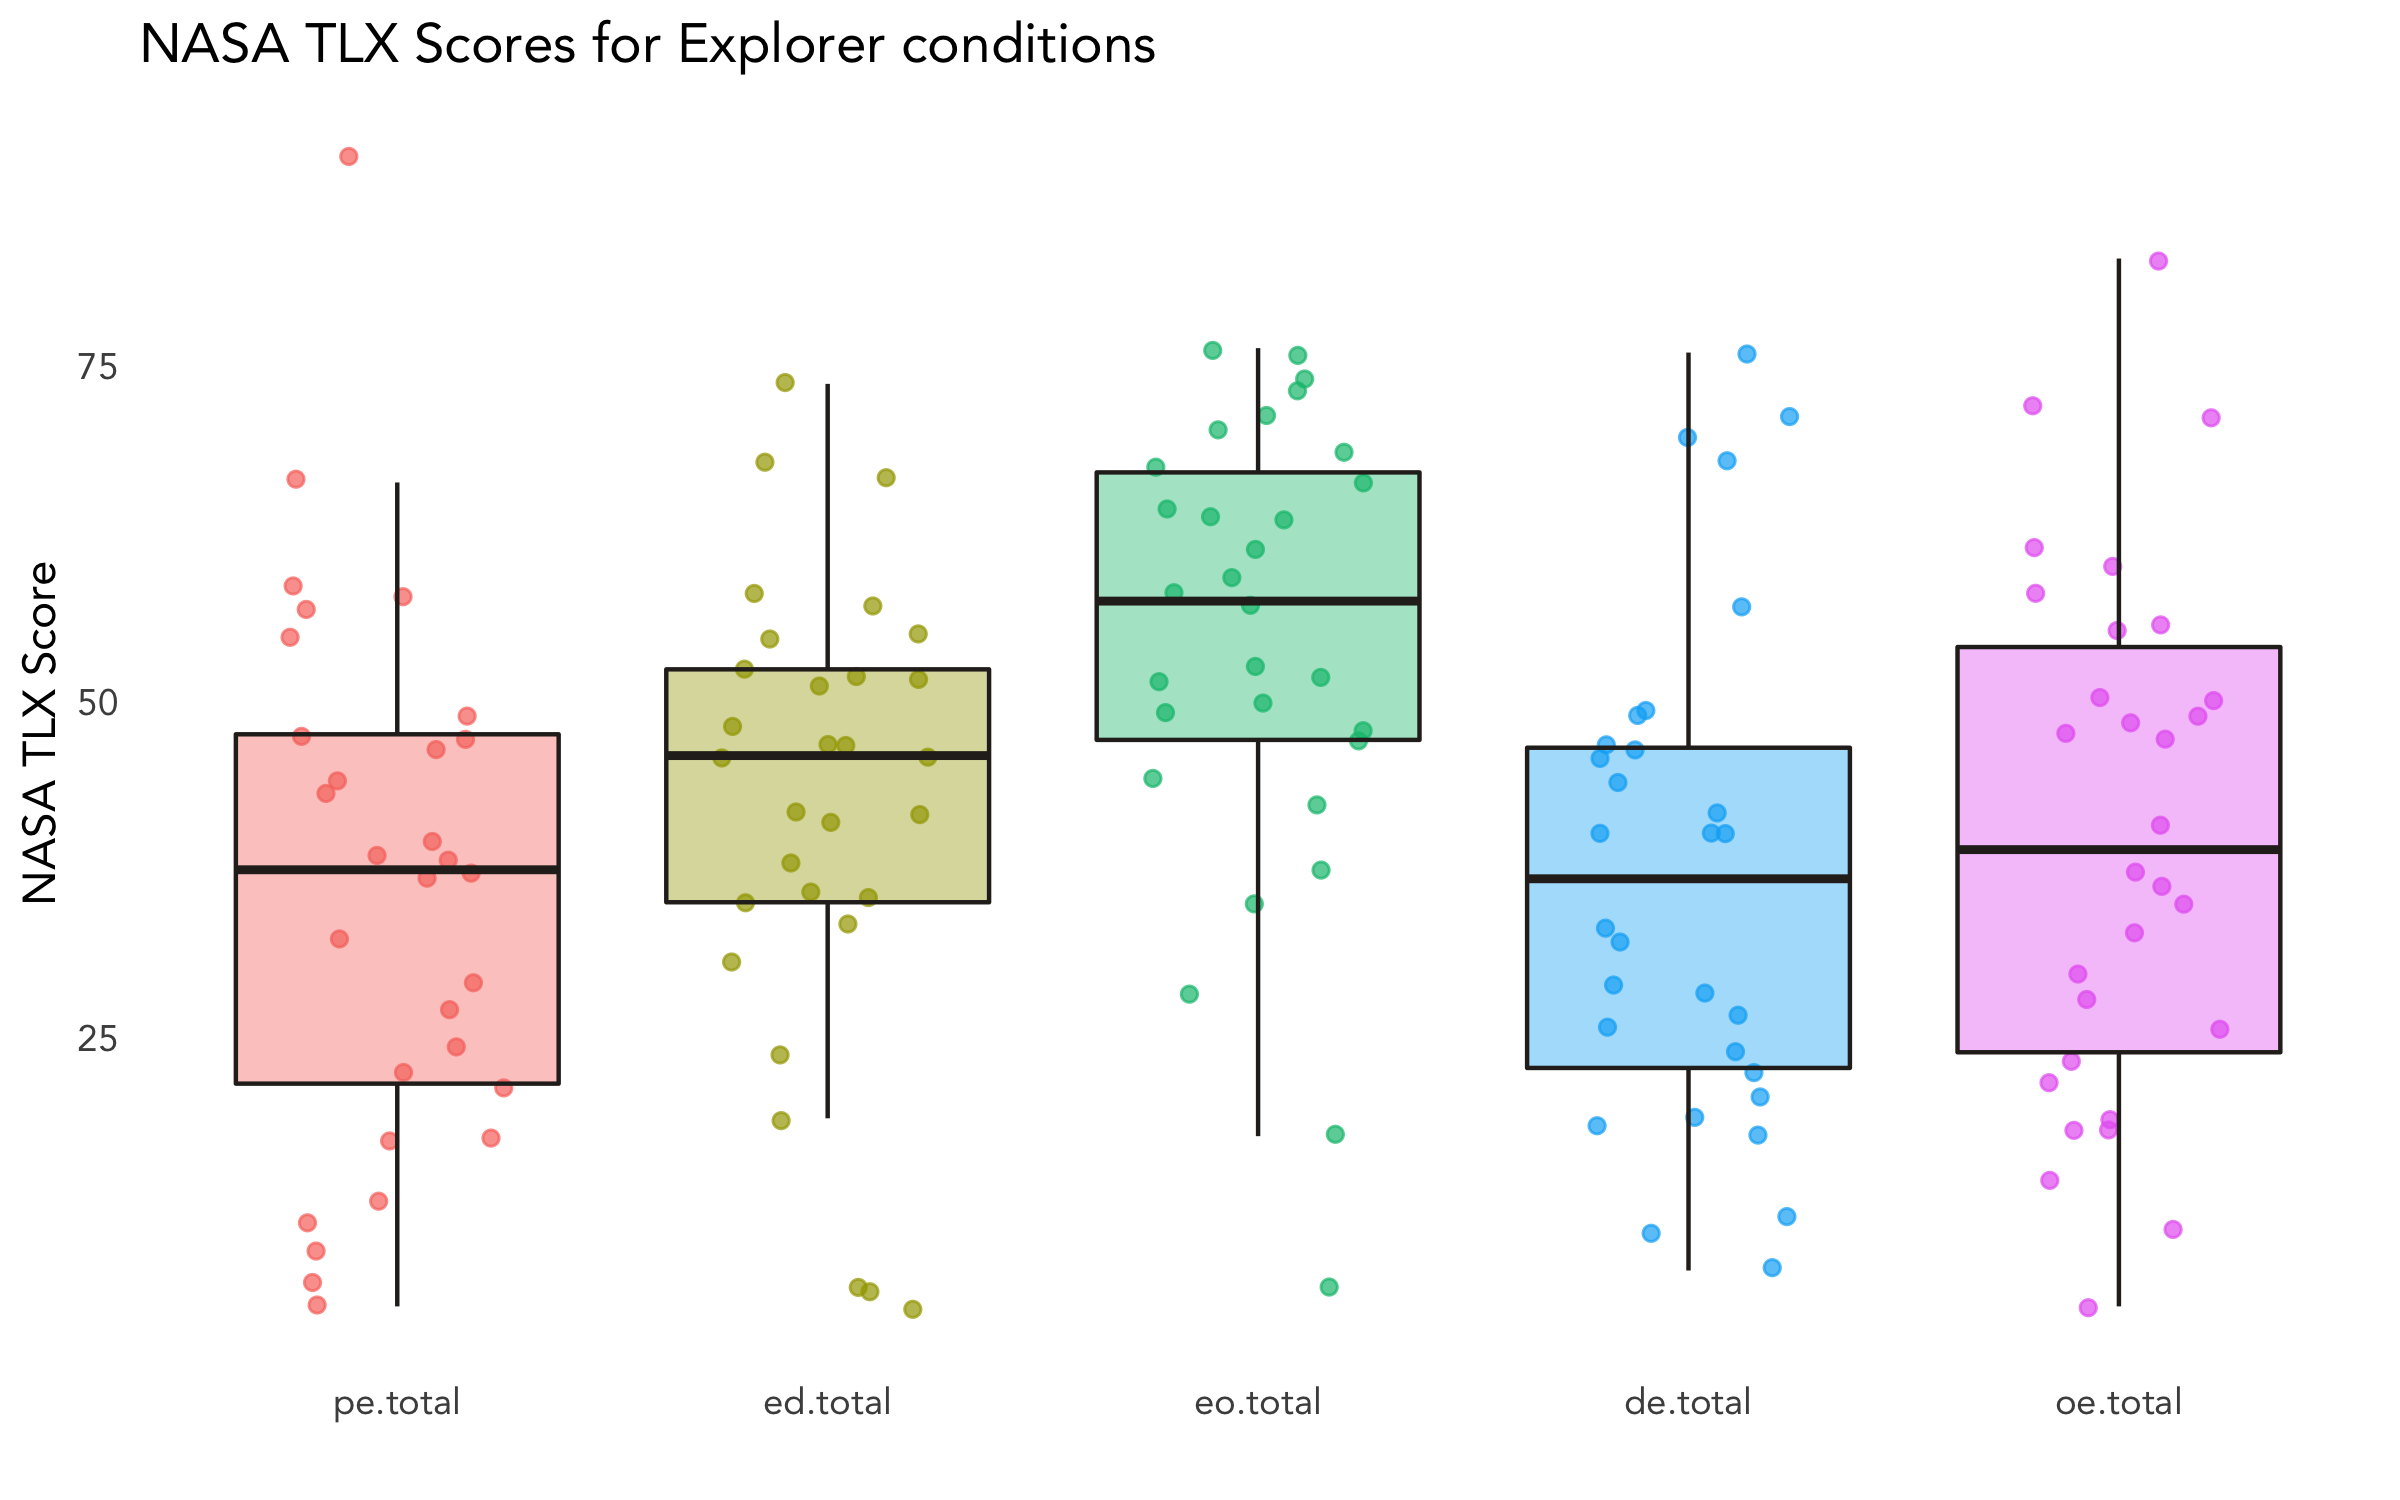 NASA TLX Scores for Explorer conditions
NASA TLX Score
75
50
25
pe.total
ed.total
eo.total
de.total
oe.total